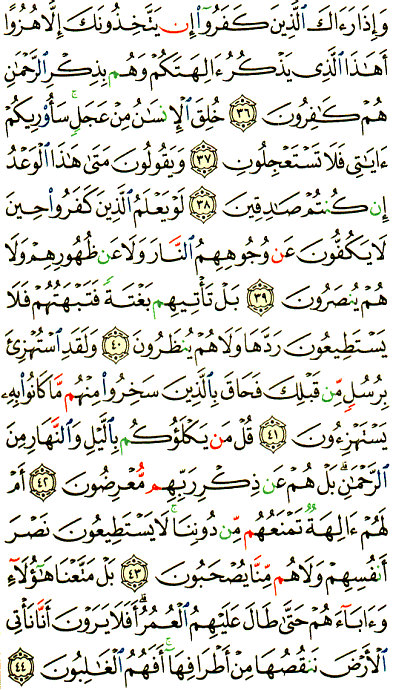 وَإِذَا رَءَاكَ ٱلَّذِينَ كَفَرُوٓا۟ إِن يَتَّخِذُونَكَ إِلَّا هُزُوًا
أَهَٰذَا ٱلَّذِى يَذْكُرُ ءَالِهَتَكُمْ وَهُم بِذِكْرِ ٱلرَّحْمَٰنِ
هُمْ كَٰفِرُونَ ٣٦ خُلِقَ ٱلْإِنسَٰنُ مِنْ عَجَلٍۢ ۚ سَأُو۟رِيكُمْ
ءَايَٰتِى فَلَا تَسْتَعْجِلُونِ ٣٧ وَيَقُولُونَ مَتَىٰ هَٰذَا ٱلْوَعْدُ
إِن كُنتُمْ صَٰدِقِينَ ٣٨ لَوْ يَعْلَمُ ٱلَّذِينَ كَفَرُوا۟ حِينَ
لَا يَكُفُّونَ عَن وُجُوهِهِمُ ٱلنَّارَ وَلَا عَن ظُهُورِهِمْ وَلَا
هُمْ يُنصَرُونَ ٣٩ بَلْ تَأْتِيهِم بَغْتَةًۭ فَتَبْهَتُهُمْ فَلَا
يَسْتَطِيعُونَ رَدَّهَا وَلَا هُمْ يُنظَرُونَ ٤٠ وَلَقَدِ ٱسْتُهْزِئَ
بِرُسُلٍۢ مِّن قَبْلِكَ فَحَاقَ بِٱلَّذِينَ سَخِرُوا۟ مِنْهُم مَّا كَانُوا۟ بِهِۦ
يَسْتَهْزِءُونَ ٤١ قُلْ مَن يَكْلَؤُكُم بِٱلَّيْلِ وَٱلنَّهَارِ مِنَ
ٱلرَّحْمَٰنِ ۗ بَلْ هُمْ عَن ذِكْرِ رَبِّهِم مُّعْرِضُونَ ٤٢ أَمْ
لَهُمْ ءَالِهَةٌۭ تَمْنَعُهُم مِّن دُونِنَا ۚ لَا يَسْتَطِيعُونَ نَصْرَ
أَنفُسِهِمْ وَلَا هُم مِّنَّا يُصْحَبُونَ ٤٣ بَلْ مَتَّعْنَا هَٰٓؤُلَآءِ
وَءَابَآءَهُمْ حَتَّىٰ طَالَ عَلَيْهِمُ ٱلْعُمُرُ ۗ أَفَلَا يَرَوْنَ أَنَّا نَأْتِى
ٱلْأَرْضَ نَنقُصُهَا مِنْ أَطْرَافِهَآ ۚ أَفَهُمُ ٱلْغَٰلِبُونَ ٤٤